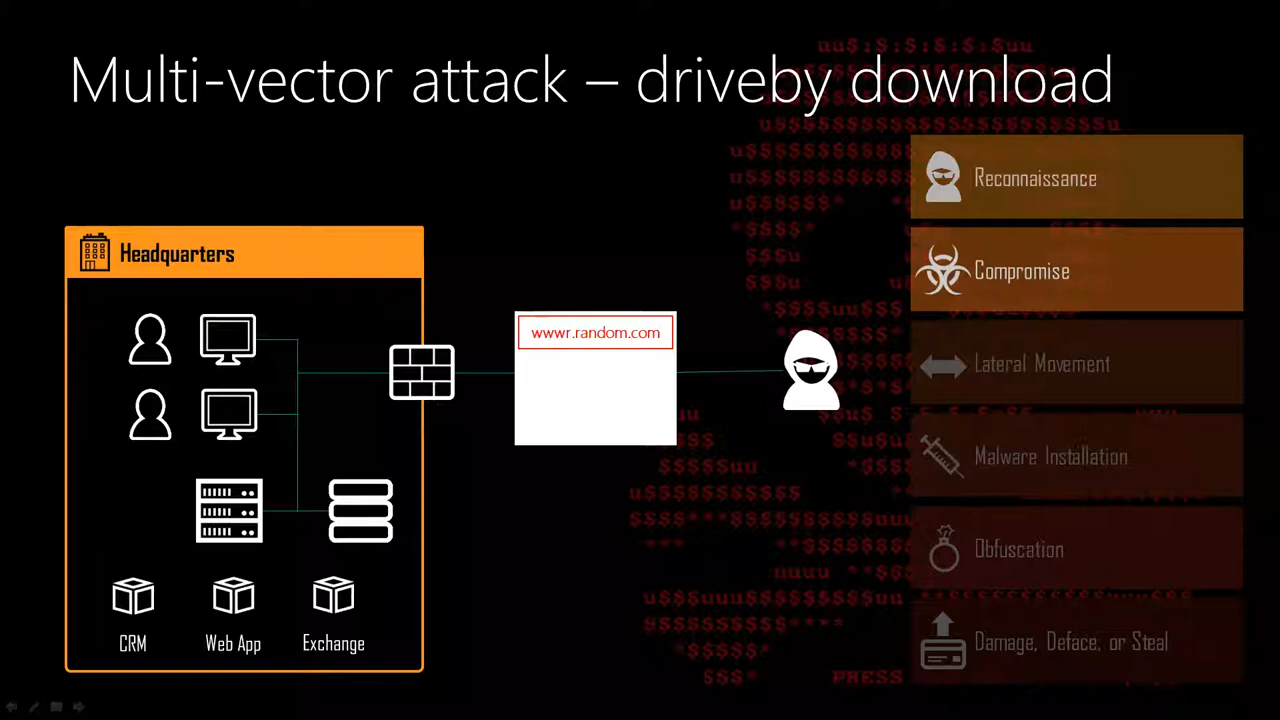 Multi-vector attack – driveby download
Headquarters
CRM
Web App
Exchange
wwwr.random.com
Reconnaissance
Compromise
Lateral Movement
Malware Installation
Obfuscation
Damage, Deface, or Steal
PRESS